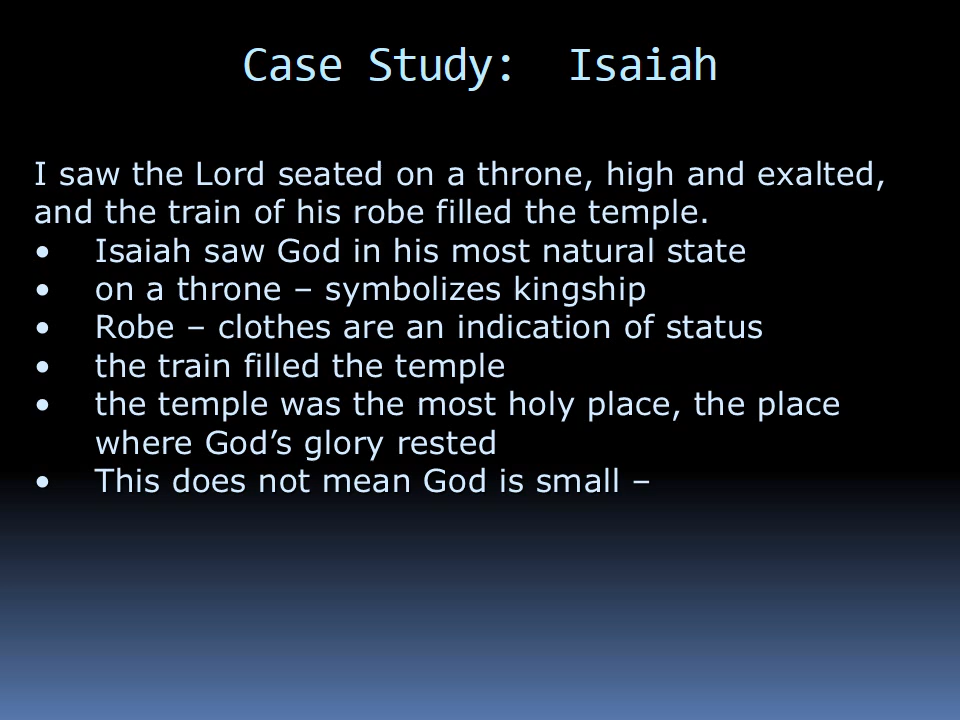 Case Study:  Isaiah
I saw the Lord seated on a throne, high and exalted,
and the train of his robe filled the temple.
•	Isaiah saw God in his most natural state
•	on a throne – symbolizes kingship
•	Robe – clothes are an indication of status
•	the train filled the temple
•	the temple was the most holy place, the place
where God’s glory rested
•	This does not mean God is small –